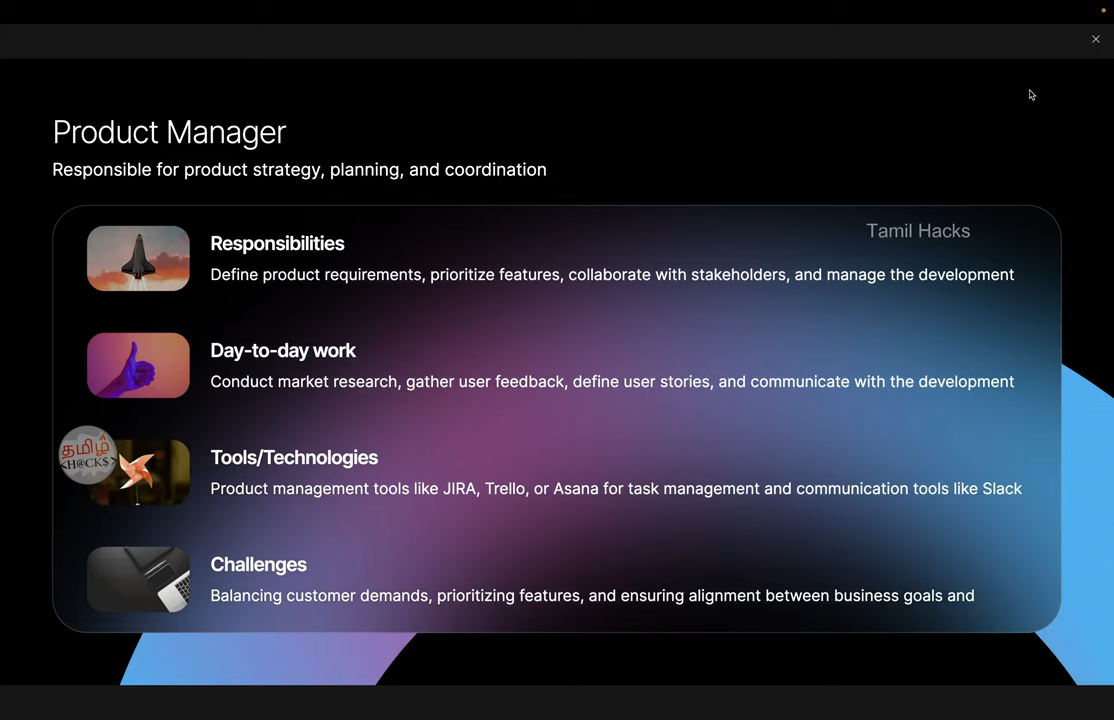 Product Manager
Responsible for product strategy, planning, and coordination
Tamil Hacks
Responsibilities
Define product requirements, prioritize features, collaborate with stakeholders, and manage the development
Day-to-day work
Conduct market research, gather user feedback, define user stories, and communicate with the development
தமிழ்
<H@CK$>
Tools/Technologies
Product management tools like JIRA, Trello, or Asana for task management and communication tools like Slack
Challenges
Balancing customer demands, prioritizing features, and ensuring alignment between business goals and